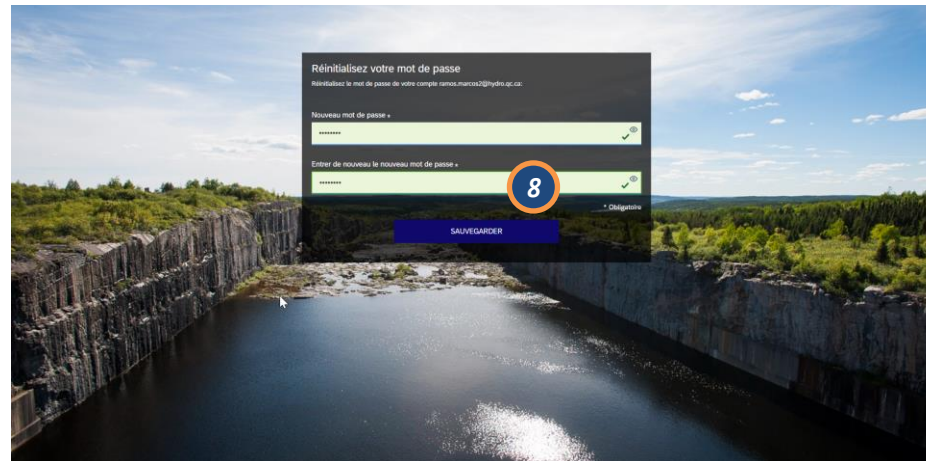 Réinitialisez votre mot de passe
Réinitialisez le mot de passe de votre compte ramos.marcos2@hydro.qc.ca:
Nouveau mot de passe *
••••••••
Entrer de nouveau le nouveau mot de passe *
••••••••
8
* Obligatoire
SAUVEGARDER